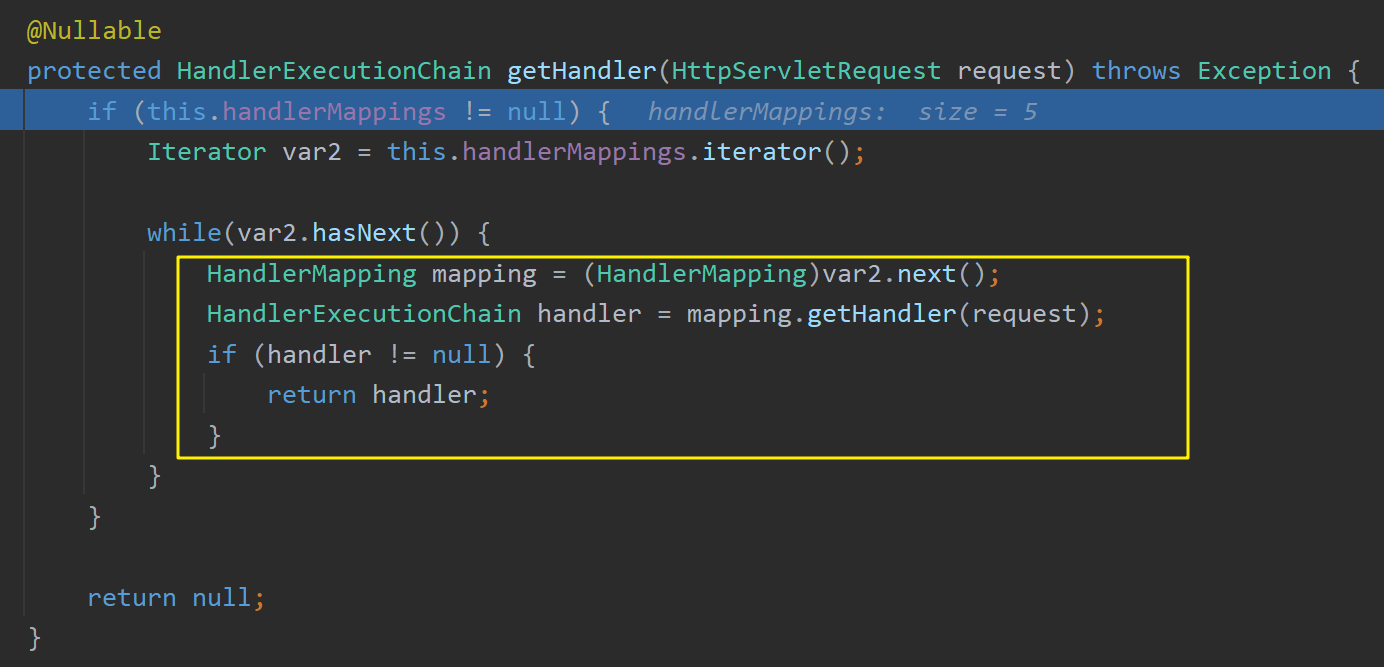 @Nullable
protected HandlerExecutionChain getHandler(HttpServletRequest request) throws Exception {
    if (this.handlerMappings != null) {   handlerMappings:  size = 5
        Iterator var2 = this.handlerMappings.iterator();

        while(var2.hasNext()) {
            HandlerMapping mapping = (HandlerMapping)var2.next();
            HandlerExecutionChain handler = mapping.getHandler(request);
            if (handler != null) {
                return handler;
            }
        }
    }

    return null;
}